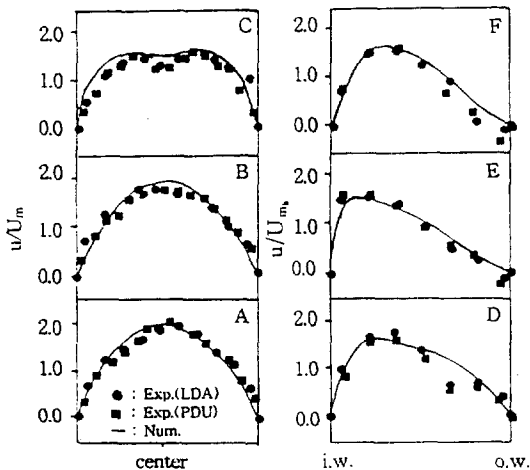 C
F
2.0
1.0
0.0
2.0
1.0
0.0
B
E
u/Um
2.0
1.0
0.0
u/Umb
2.0
1.0
0.0
A
D
2.0
1.0
0.0
2.0
1.0
0.0
● : Exp.(LDA)
■ : Exp.(PDU)
— : Num.
center
i.w.
o.w.